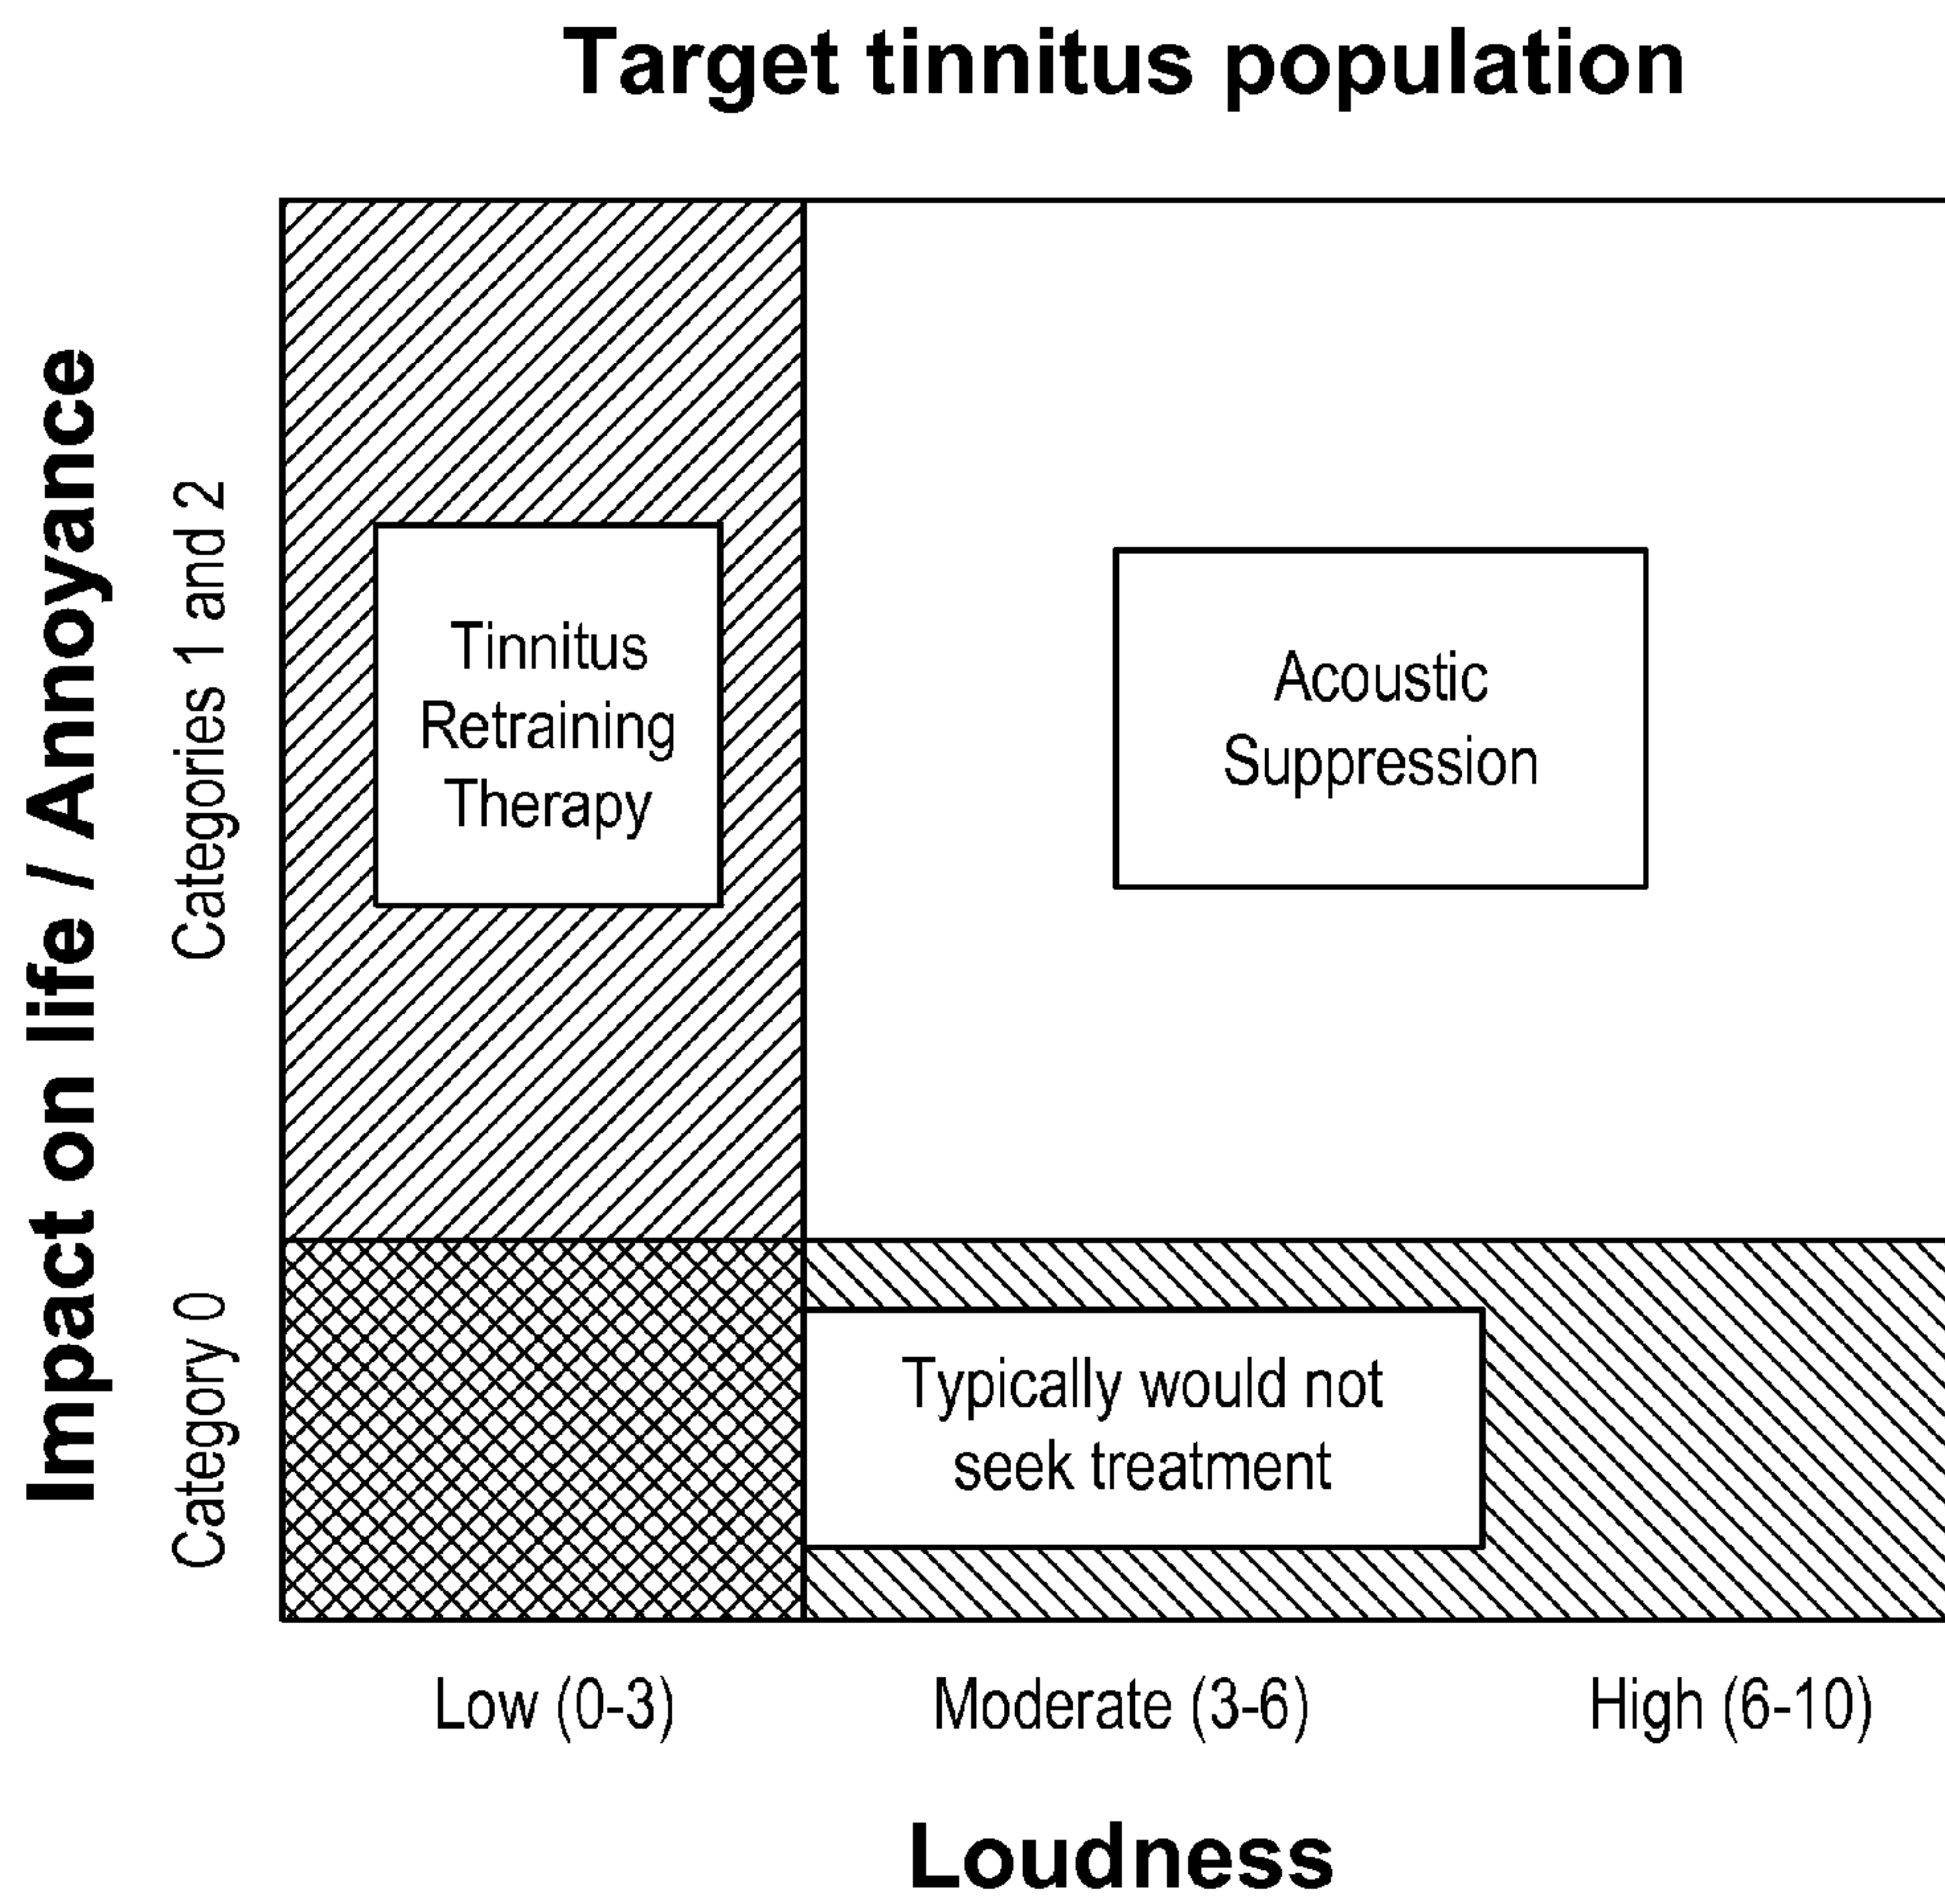 Target tinnitus population
Impact on life / Annoyance
Categories 1 and 2
Category 0
Tinnitus
Retraining
Therapy
Acoustic
Suppression
Typically would not
seek treatment
Low (0-3)
Moderate (3-6)
High (6-10)
Loudness